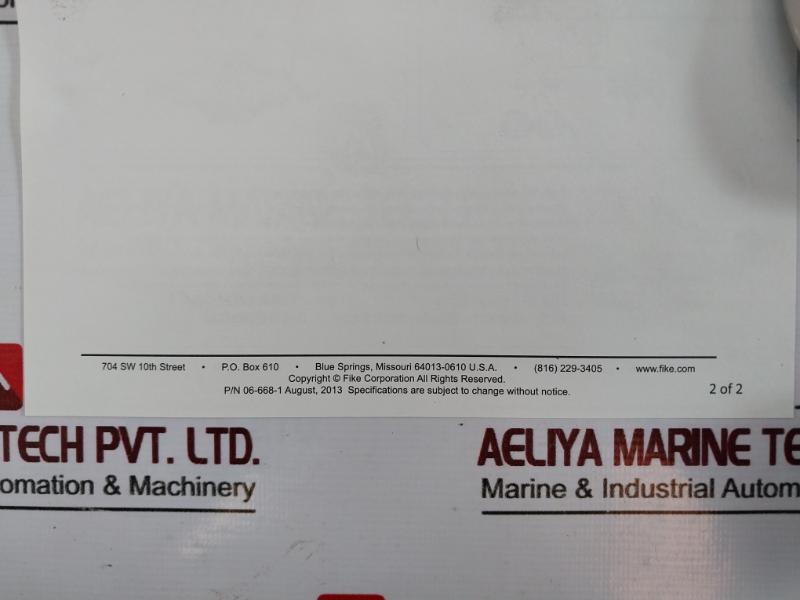 704 SW 10th Street • P.O. Box 610 • Blue Springs, Missouri 64013-0610 U.S.A. • (816) 229-3405 • www.fike.com
Copyright © Fike Corporation All Rights Reserved.
P/N 06-668-1 August, 2013 Specifications are subject to change without notice.
2 of 2
TECH PVT. LTD.
omation & Machinery
AELIYA MARINE TE
Marine & Industrial Autom